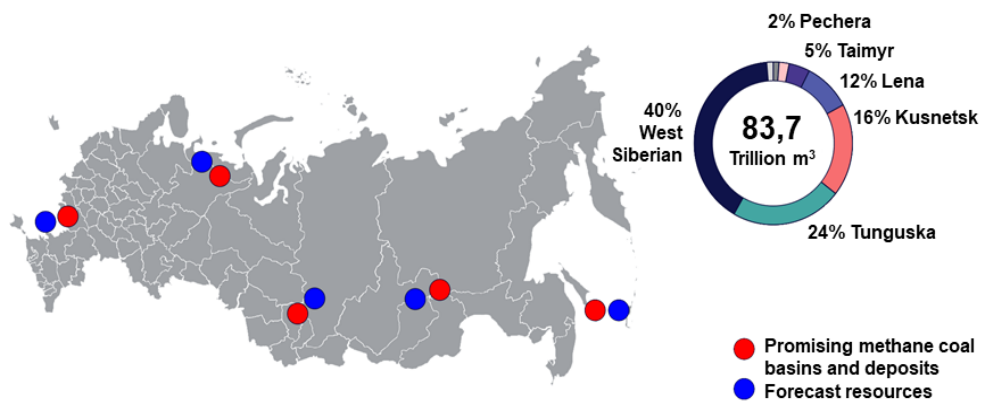 2% Pechera
5% Taimyr
12% Lena
16% Kusnetsk
40%
West
Siberian
83,7
Trillion m³
24% Tunguska
Promising methane coal
basins and deposits
Forecast resources